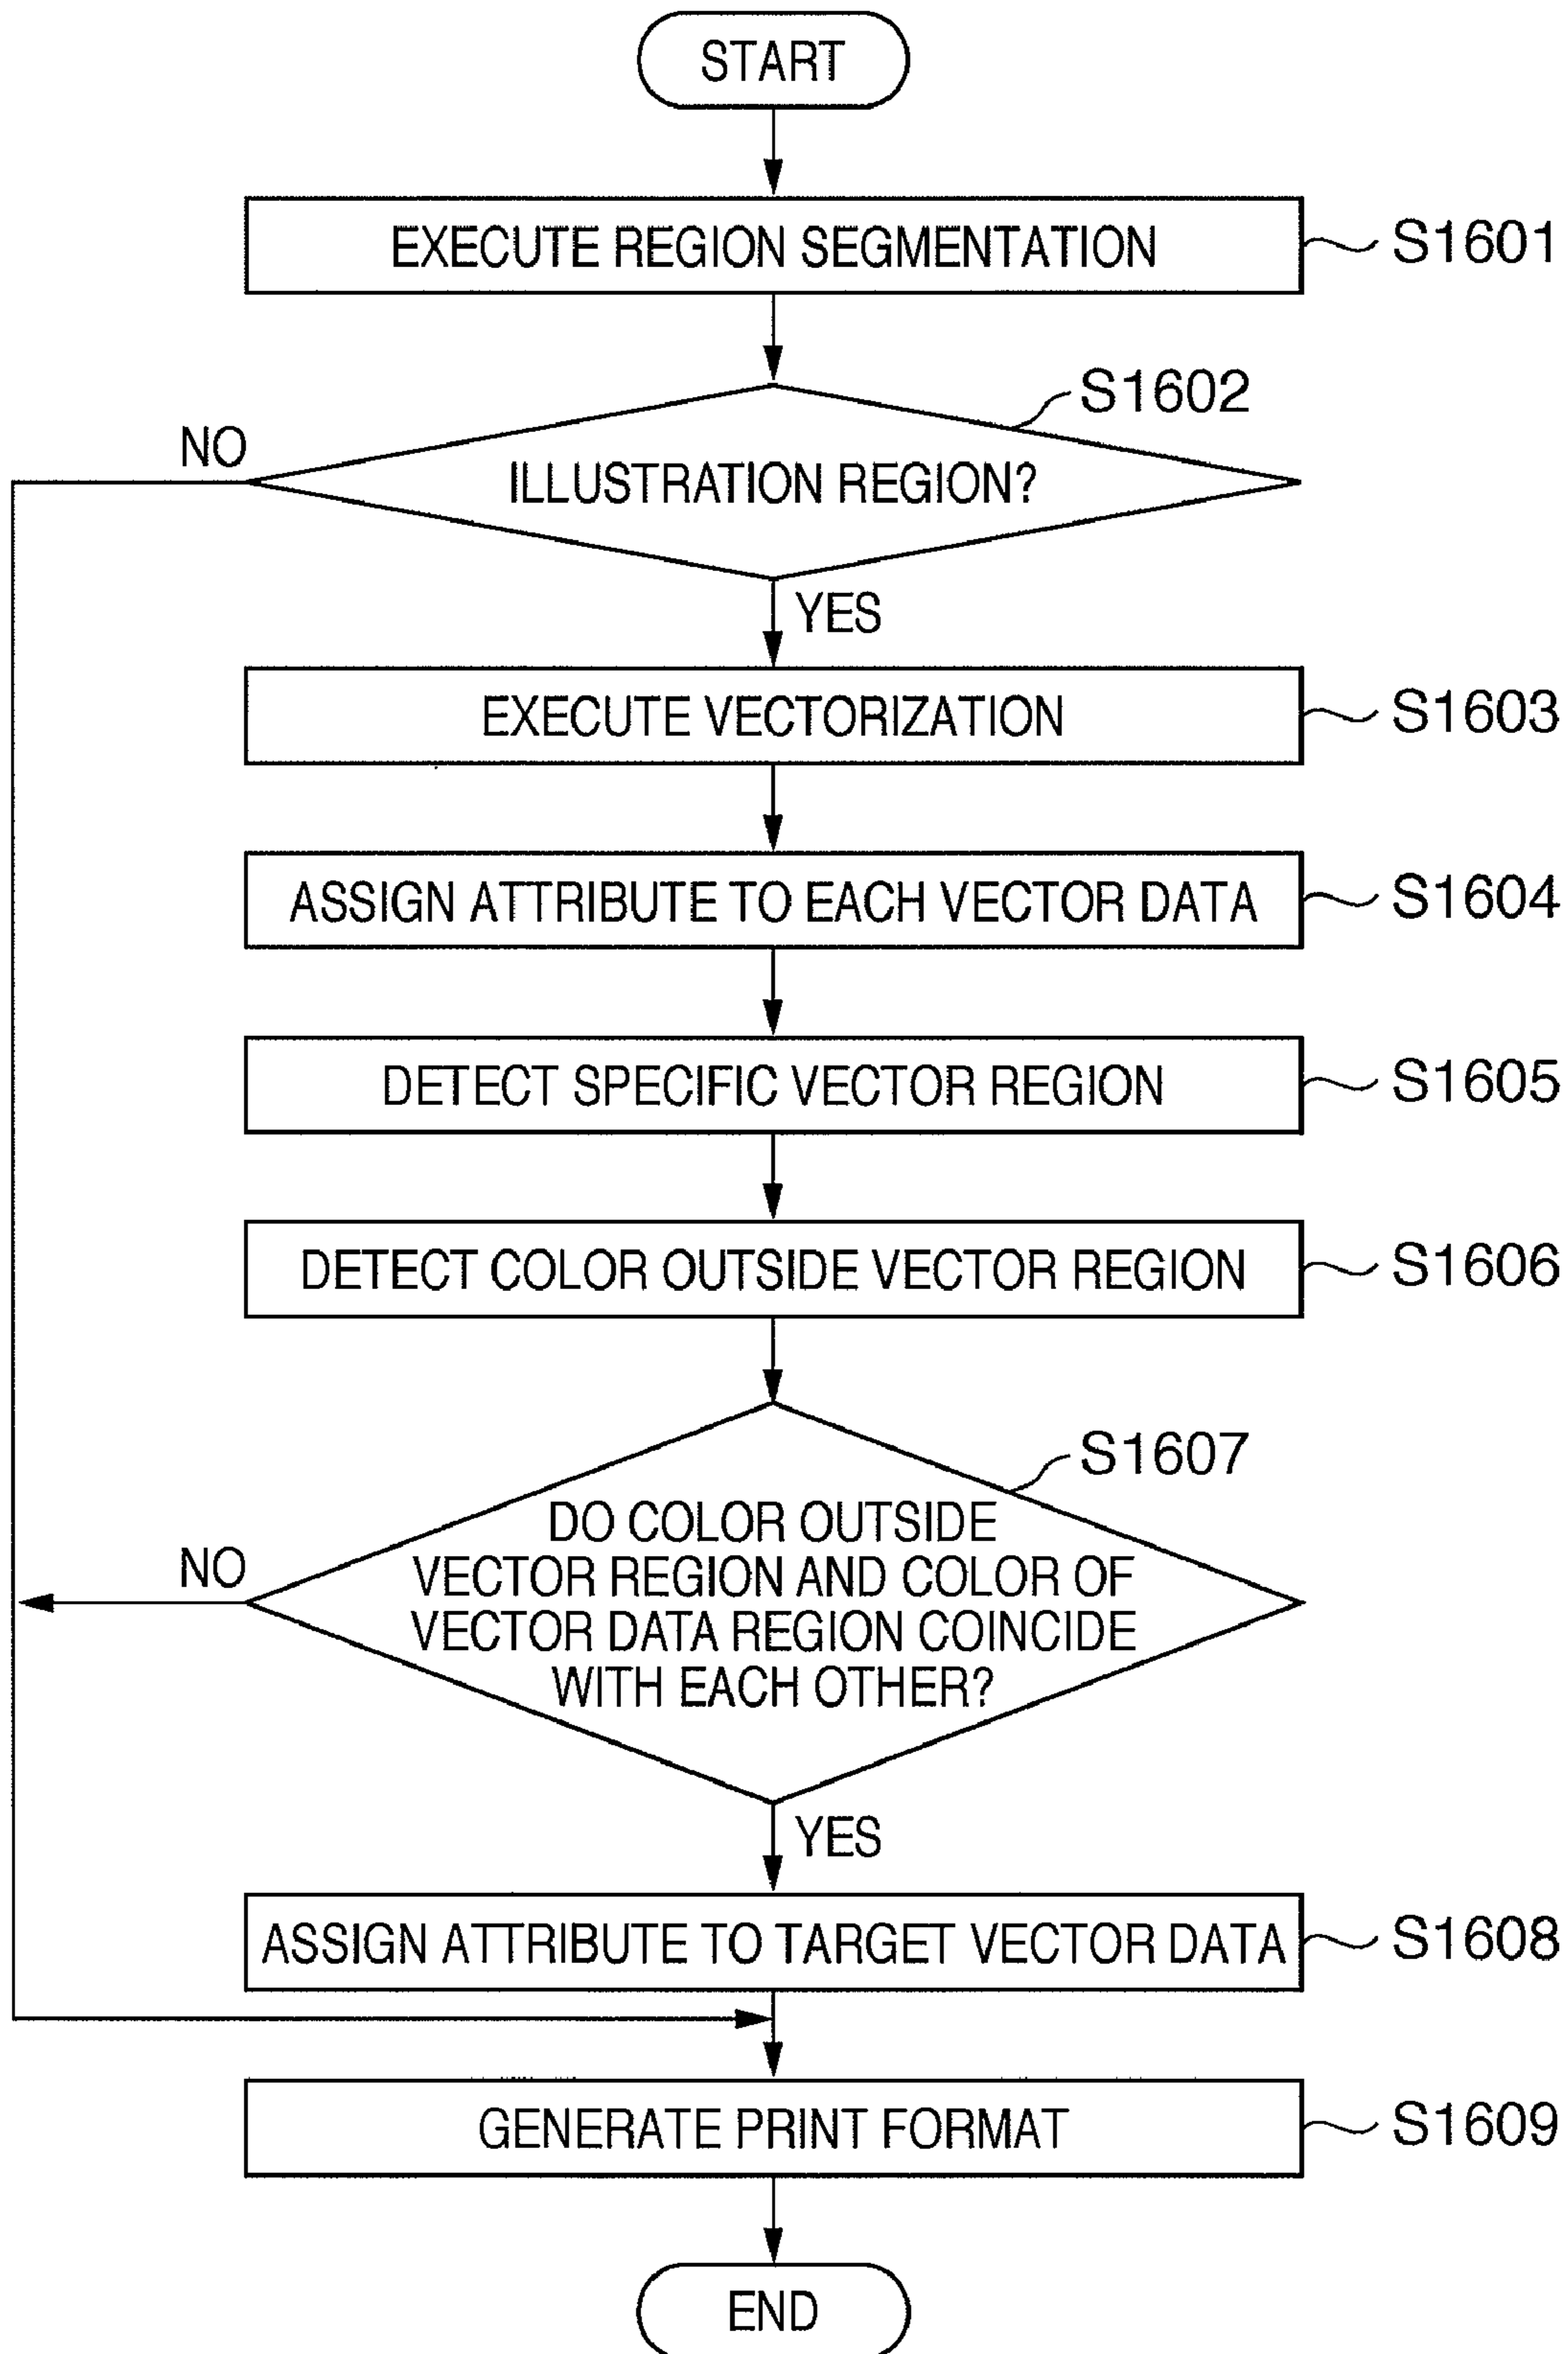 START
EXECUTE REGION SEGMENTATION
S1601
S1602
NO
ILLUSTRATION REGION?
YES
EXECUTE VECTORIZATION
S1603
ASSIGN ATTRIBUTE TO EACH VECTOR DATA
S1604
DETECT SPECIFIC VECTOR REGION
S1605
DETECT COLOR OUTSIDE VECTOR REGION
S1606
S1607
NO
DO COLOR OUTSIDE
VECTOR REGION AND COLOR OF
VECTOR DATA REGION COINCIDE
WITH EACH OTHER?
YES
ASSIGN ATTRIBUTE TO TARGET VECTOR DATA
S1608
GENERATE PRINT FORMAT
S1609
END